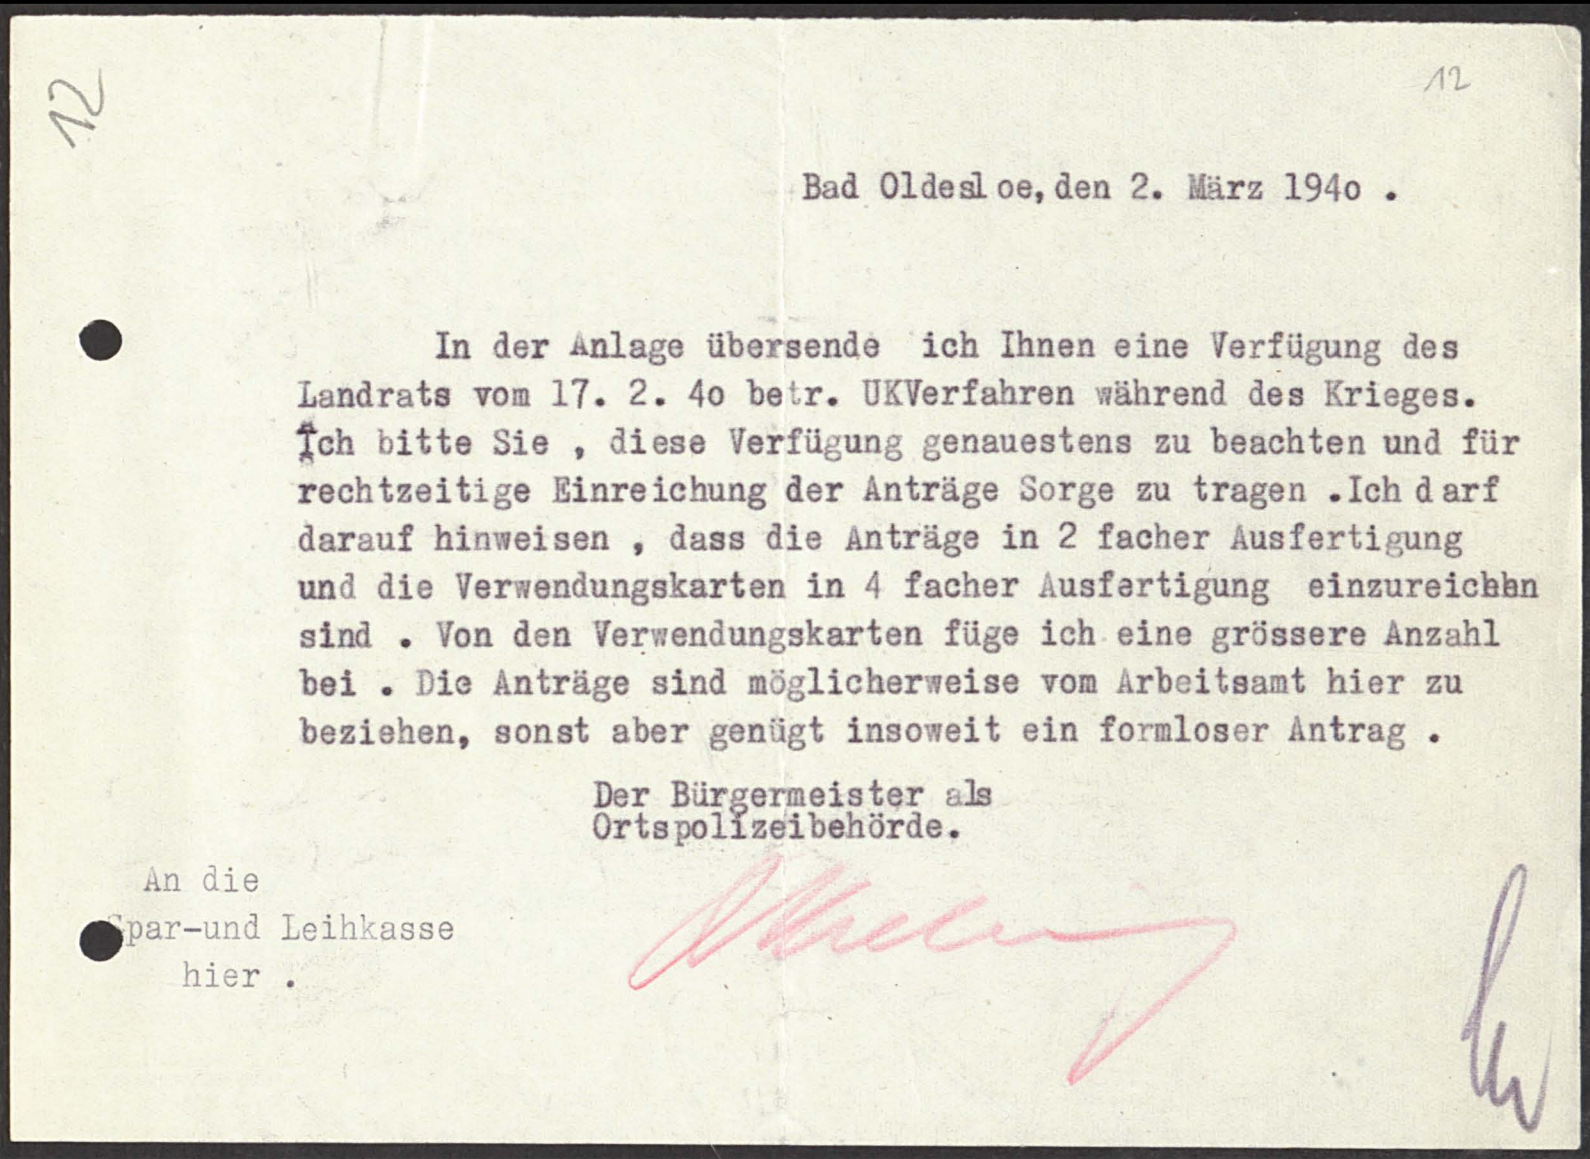 12
12
Bad Oldesloe, den 2. März 194o .
In der Anlage übersende ich Ihnen eine Verfügung des
Landrats vom 17. 2. 4o betr. UKVerfahren während des Krieges.
Ich bitte Sie , diese Verfügung genauestens zu beachten und für
rechtzeitige Einreichung der Anträge Sorge zu tragen .Ich darf
darauf hinweisen , dass die Anträge in 2 facher Ausfertigung
und die Verwendungskarten in 4 facher Ausfertigung einzureichen
sind . Von den Verwendungskarten füge ich eine grössere Anzahl
bei . Die Anträge sind möglicherweise vom Arbeitsamt hier zu
beziehen, sonst aber genügt insoweit ein formloser Antrag .
Der Bürgermeister als
Ortspolizeibehörde.
An die
Spar-und Leihkasse
hier .